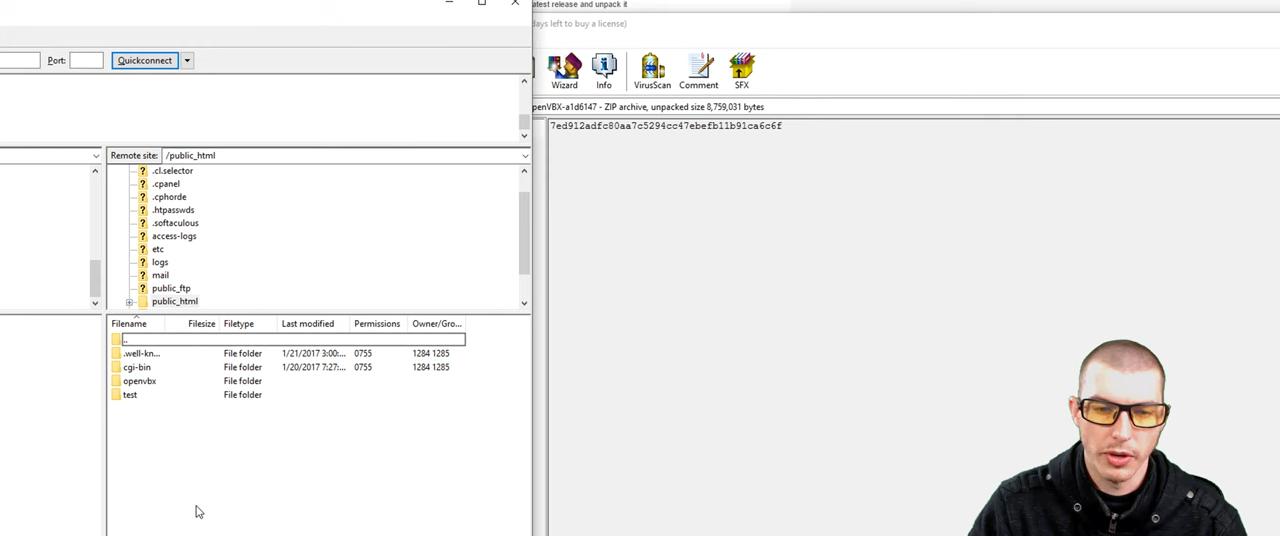 atest release and unpack it
days left to buy a license)
Port:
Quickconnect
Wizard
Info
VirusScan
Comment
SFX
penVBX-a1d6147 - ZIP archive, unpacked size 8,759,031 bytes
7ed912adfc80aa7c5294cc47ebefb11b91ca6c6f
Remote site: /public_html
.cl.selector
.cpanel
.cphorde
.htpasswds
.softaculous
access-logs
etc
logs
mail
public_ftp
public_html
Filename Filesize Filetype Last modified Permissions Owner/Gro...
..
.well-kn... File folder 1/21/2017 3:00:... 0755 1284 1285
cgi-bin File folder 1/20/2017 7:27:... 0755 1284 1285
openvbx File folder
test File folder